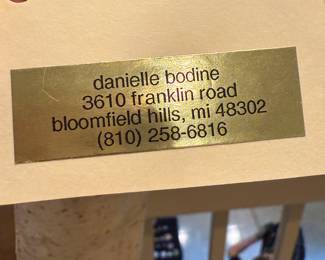 danielle bodine
3610 franklin road
bloomfield hills, mi 48302
(810) 258-6816